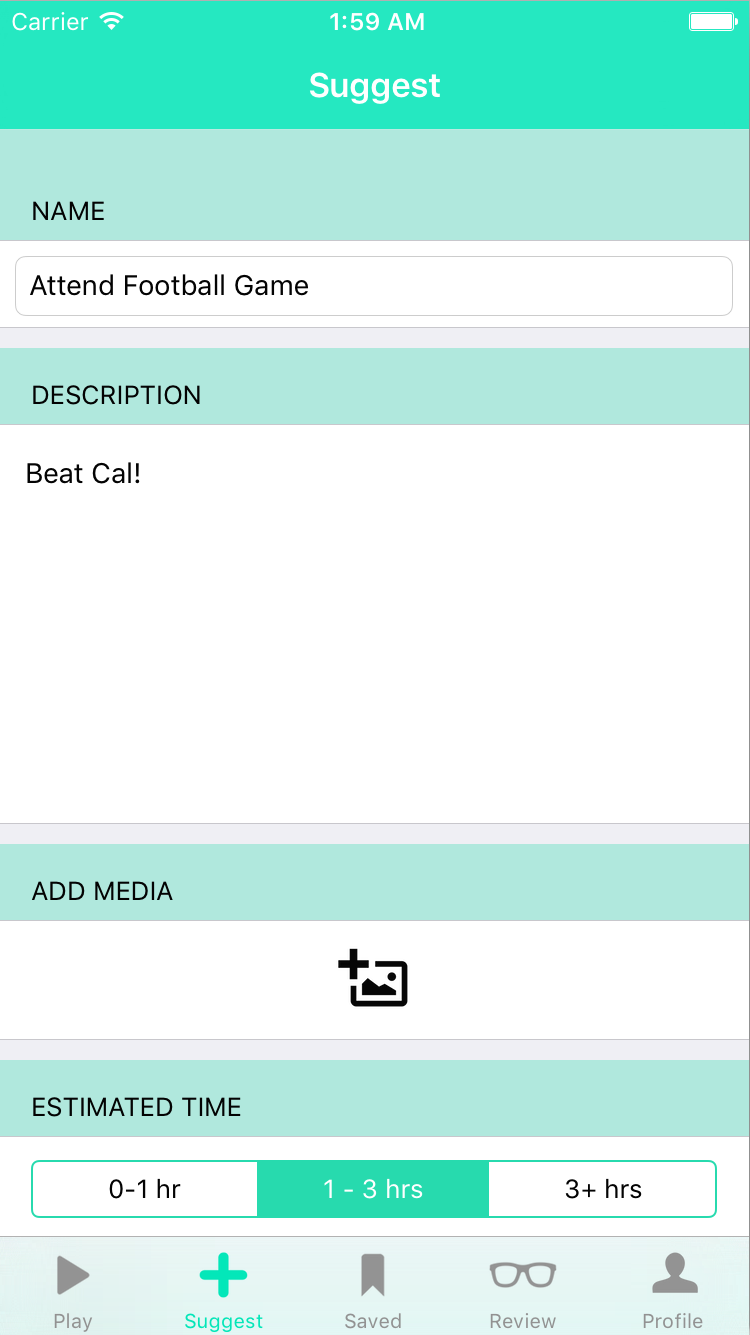 Carrier 1:59 AM
Suggest
NAME
Attend Football Game
DESCRIPTION
Beat Cal!
ADD MEDIA
ESTIMATED TIME
0-1 hr 1 - 3 hrs 3+ hrs
Play Suggest Saved Review Profile